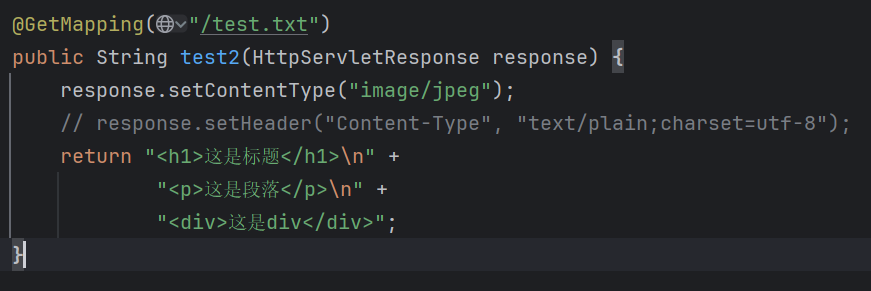 @GetMapping("/test.txt")
public String test2(HttpServletResponse response) {
    response.setContentType("image/jpeg");
    // response.setHeader("Content-Type", "text/plain;charset=utf-8");
    return "<h1>这是标题</h1>\n" +
            "<p>这是段落</p>\n" +
            "<div>这是div</div>";
}